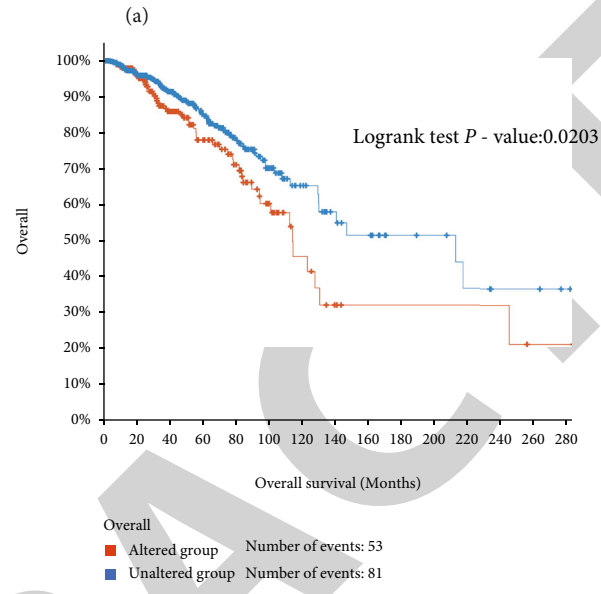 (a)
100%
90%
80%
70%
60%
50%
40%
30%
20%
10%
0%
Overall
Logrank test P - value:0.0203
0 20 40 60 80 100 120 140 160 180 200 220 240 260 280
Overall survival (Months)
Overall
Altered group Number of events: 53
Unaltered group Number of events: 81